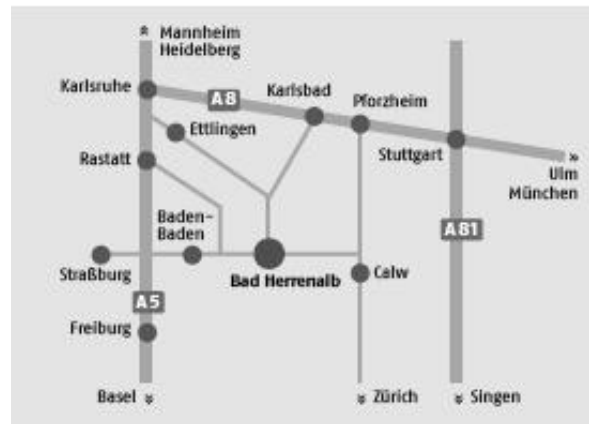 Mannheim
Heidelberg
Karlsruhe
A8
Karlsbad
Pforzheim
Ettlingen
Stuttgart
Rastatt
Ulm
München
Baden-
Baden
A81
Straßburg
Bad Herrenalb
Calw
A5
Freiburg
Basel
Zürich
Singen